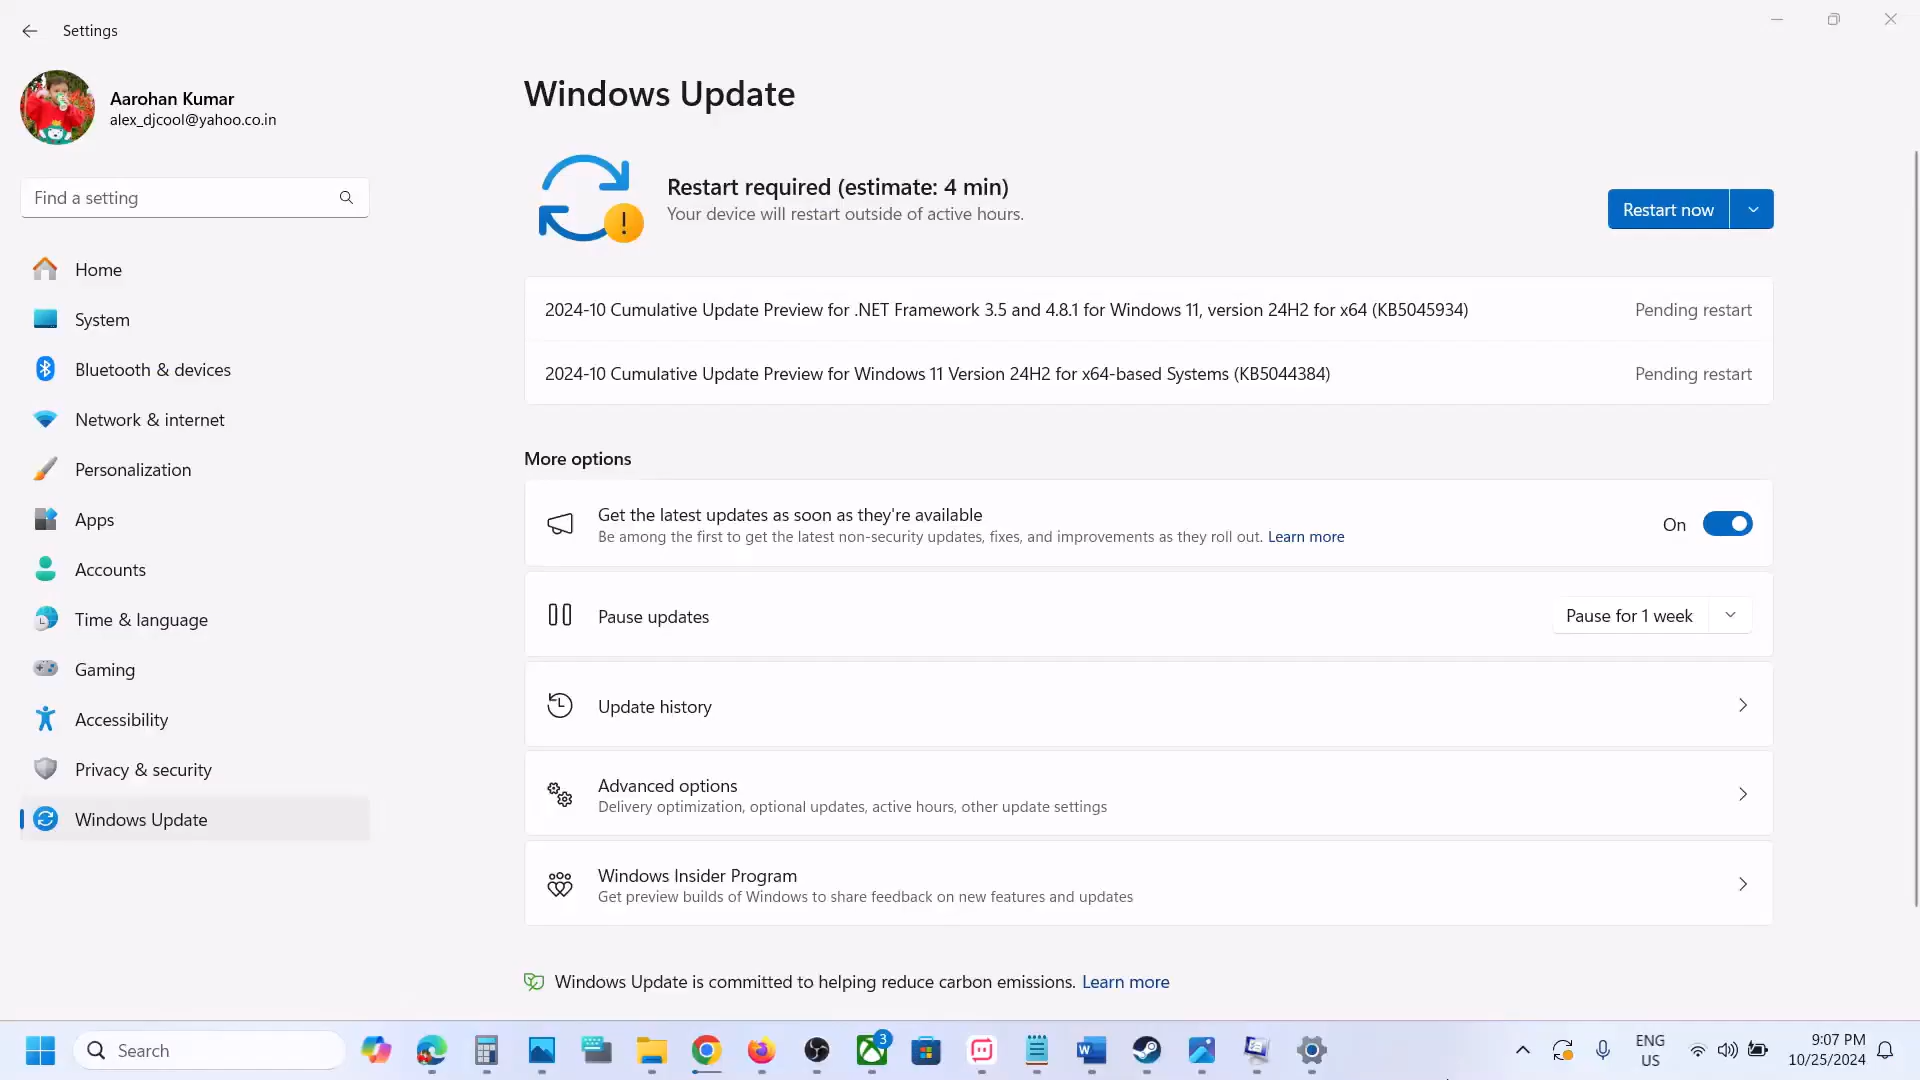 Settings
Aarohan Kumar
alex_djcool@yahoo.co.in
Find a setting
Home
System
Bluetooth & devices
Network & internet
Personalization
Apps
Accounts
Time & language
Gaming
Accessibility
Privacy & security
Windows Update
Windows Update
Restart required (estimate: 4 min)
Your device will restart outside of active hours.
Restart now
2024-10 Cumulative Update Preview for .NET Framework 3.5 and 4.8.1 for Windows 11, version 24H2 for x64 (KB5045934)
Pending restart
2024-10 Cumulative Update Preview for Windows 11 Version 24H2 for x64-based Systems (KB5044384)
Pending restart
More options
Get the latest updates as soon as they're available
Be among the first to get the latest non-security updates, fixes, and improvements as they roll out. Learn more
On
Pause updates
Pause for 1 week
Update history
Advanced options
Delivery optimization, optional updates, active hours, other update settings
Windows Insider Program
Get preview builds of Windows to share feedback on new features and updates
Windows Update is committed to helping reduce carbon emissions. Learn more
Search
3
ENG
US
9:07 PM
10/25/2024